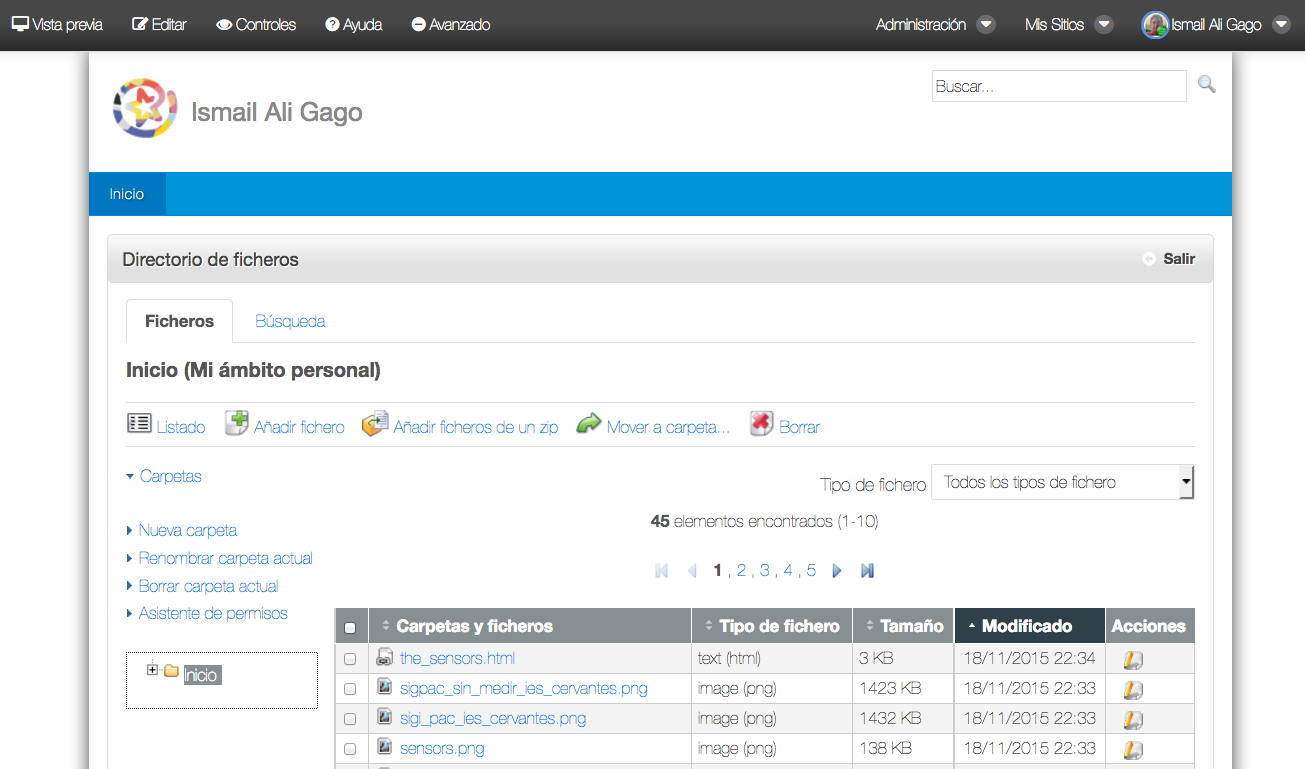 Vista previa Editar Controles Ayuda Avanzado Administración Mis Sitios Ismail Ali Gago
Ismail Ali Gago
Buscar...
Inicio
Directorio de ficheros Salir
Ficheros Búsqueda
Inicio (Mi ámbito personal)
Listado Añadir fichero Añadir ficheros de un zip Mover a carpeta... Borrar
Carpetas
Tipo de fichero Todos los tipos de fichero
45 elementos encontrados (1-10)
Nueva carpeta
Renombrar carpeta actual
Borrar carpeta actual
Asistente de permisos
Inicio
1 , 2 , 3 , 4 , 5
Carpetas y ficheros Tipo de fichero Tamaño Modificado Acciones
the_sensors.html text (html) 3 KB 18/11/2015 22:34
sigpac_sin_medir_ies_cervantes.png image (png) 1423 KB 18/11/2015 22:33
sigi_pac_ies_cervantes.png image (png) 1432 KB 18/11/2015 22:33
sensors.png image (png) 138 KB 18/11/2015 22:33